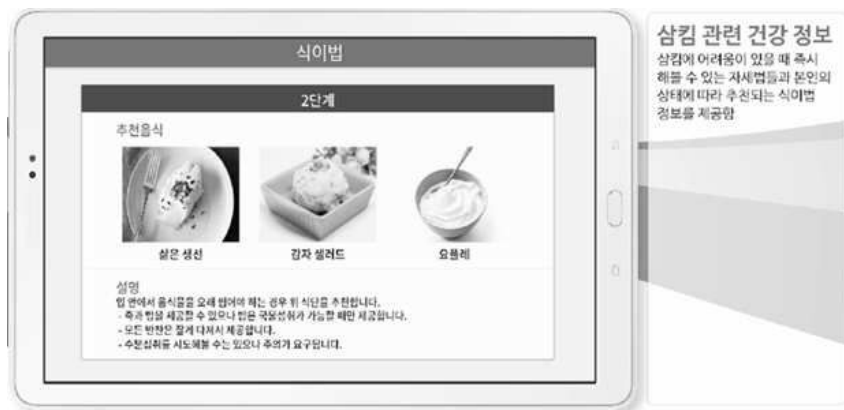 식이법
2단계
추천음식
삶은 생선
감자 샐러드
요플레
설명
입 안에서 음식물을 오래 씹어야 하는 경우 위 식단을 추천합니다.
- 죽과 밥을 제공할 수 있으나 밥은 국물섭취가 가능할 때만 제공합니다.
- 모든 반찬은 잘게 다져서 제공합니다.
- 수분섭취를 시도해볼 수는 있으나 주의가 요구됩니다.
삼킴 관련 건강 정보
삼킴에 어려움이 있을 때 즉시
해볼 수 있는 자세법들과 본인의
상태에 따라 추천되는 식이법
정보를 제공함